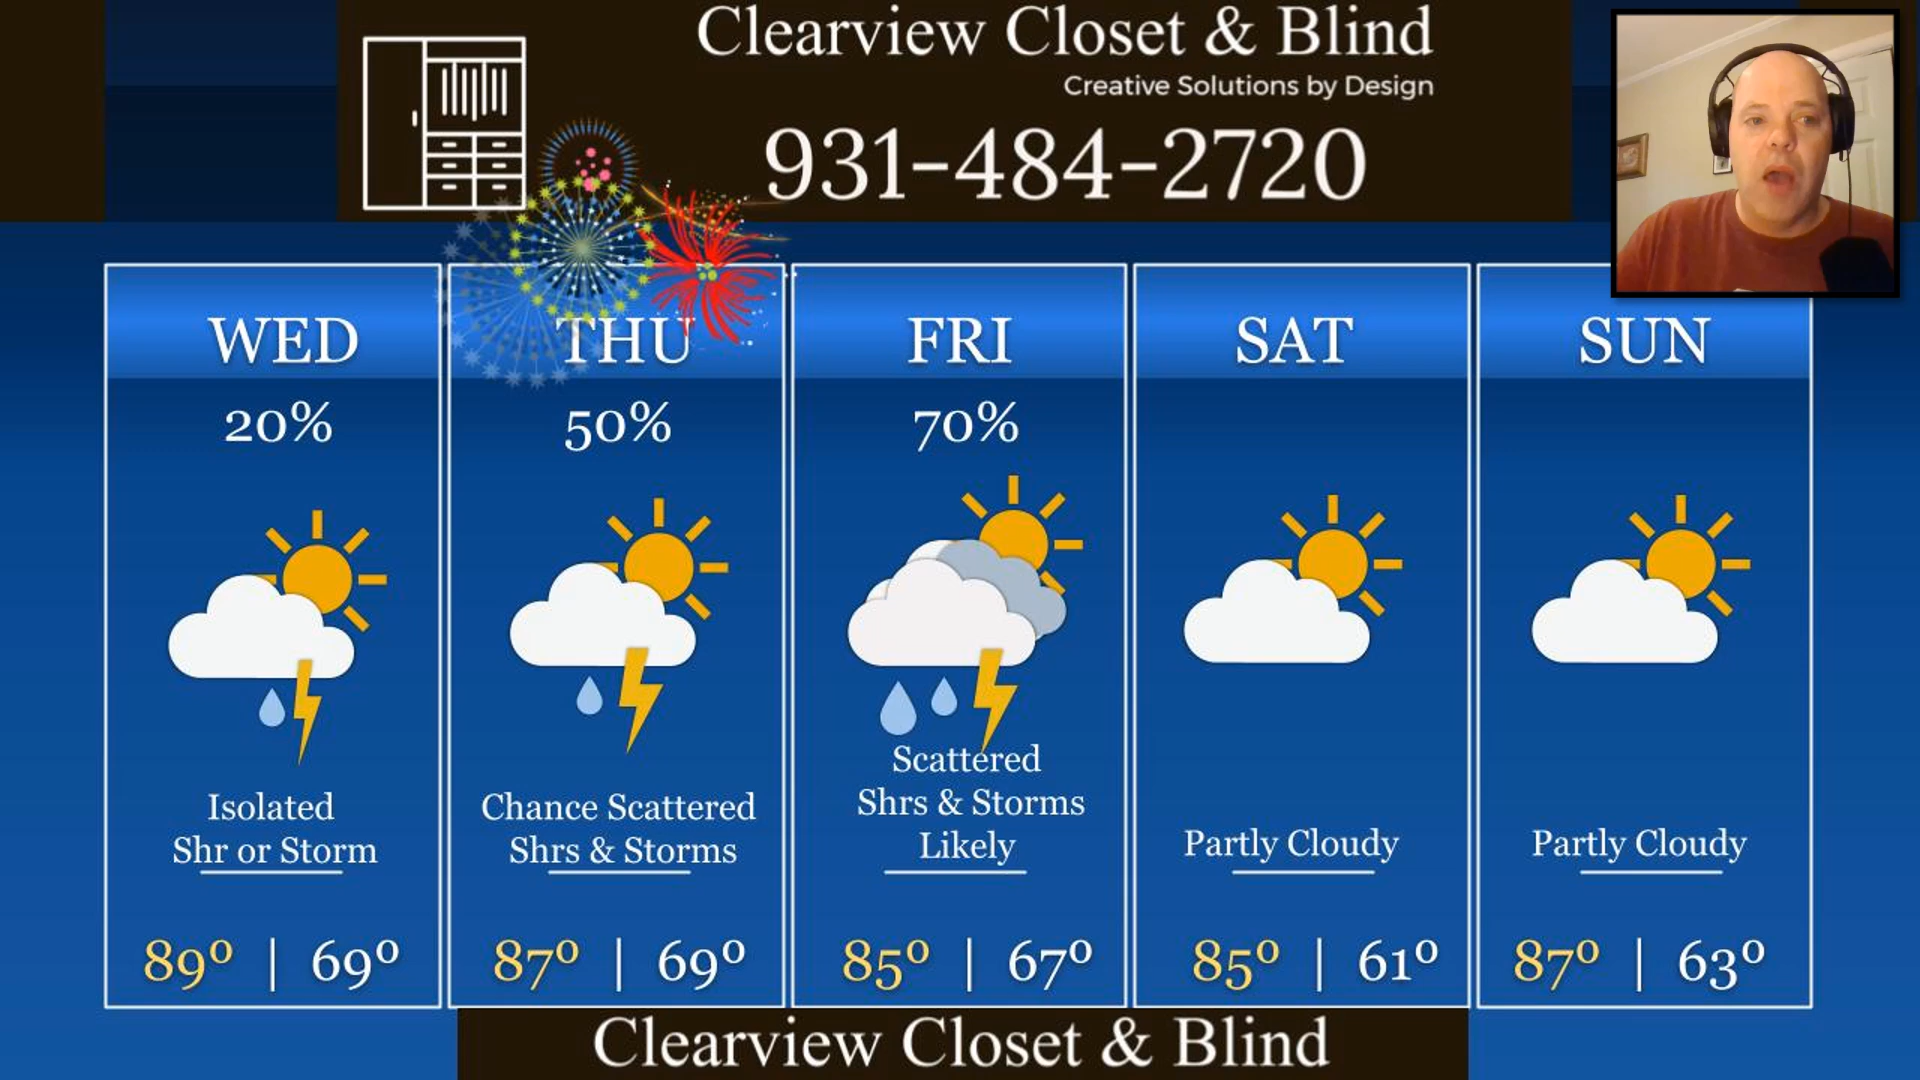 Clearview Closet & Blind
Creative Solutions by Design
931-484-2720
WED
20%
Isolated
Shr or Storm
89° | 69°
THU
50%
Chance Scattered
Shrs & Storms
87° | 69°
FRI
70%
Scattered
Shrs & Storms
Likely
85° | 67°
SAT
Partly Cloudy
85° | 61°
SUN
Partly Cloudy
87° | 63°
Clearview Closet & Blind